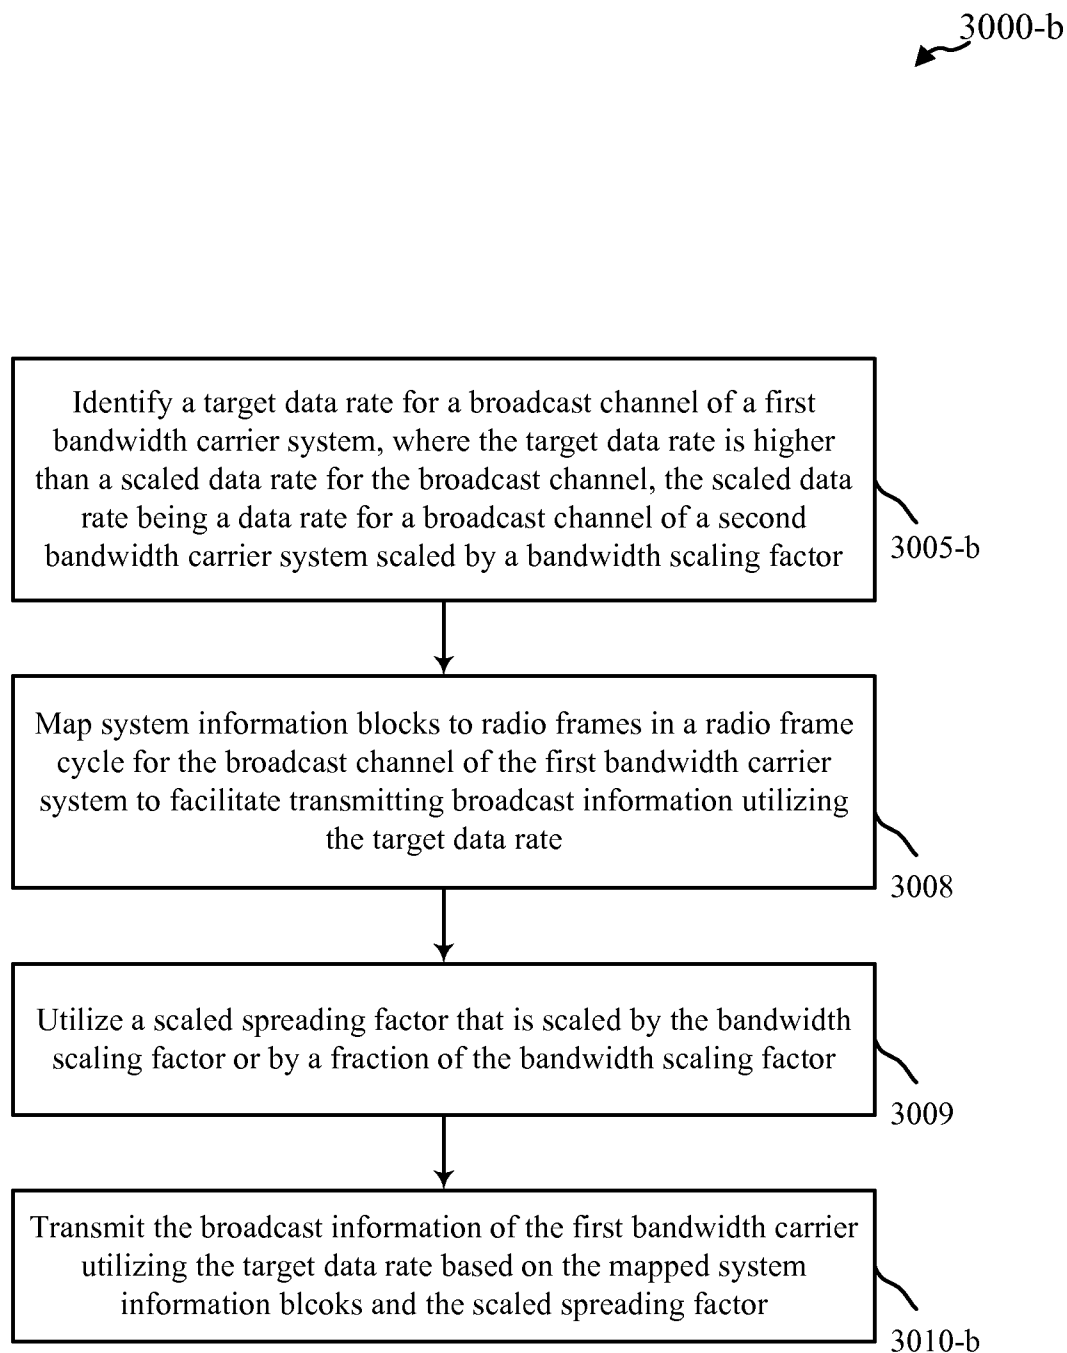 3000-b
Identify a target data rate for a broadcast channel of a first
bandwidth carrier system, where the target data rate is higher
than a scaled data rate for the broadcast channel, the scaled data
rate being a data rate for a broadcast channel of a second
bandwidth carrier system scaled by a bandwidth scaling factor
3005-b
Map system information blocks to radio frames in a radio frame
cycle for the broadcast channel of the first bandwidth carrier
system to facilitate transmitting broadcast information utilizing
the target data rate
3008
Utilize a scaled spreading factor that is scaled by the bandwidth
scaling factor or by a fraction of the bandwidth scaling factor
3009
Transmit the broadcast information of the first bandwidth carrier
utilizing the target data rate based on the mapped system
information blcoks and the scaled spreading factor
3010-b